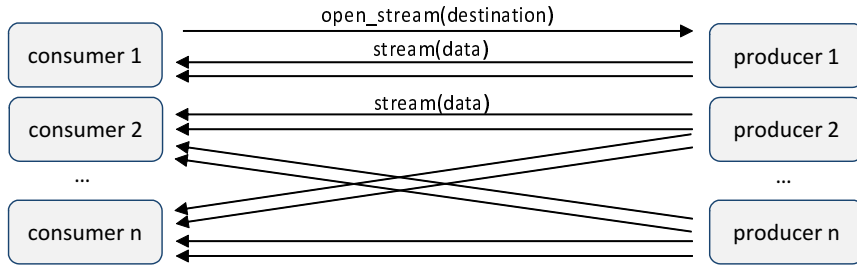 open_stream(destination)
consumer 1
stream(data)
producer 1
stream(data)
consumer 2
producer 2
...
...
consumer n
producer n